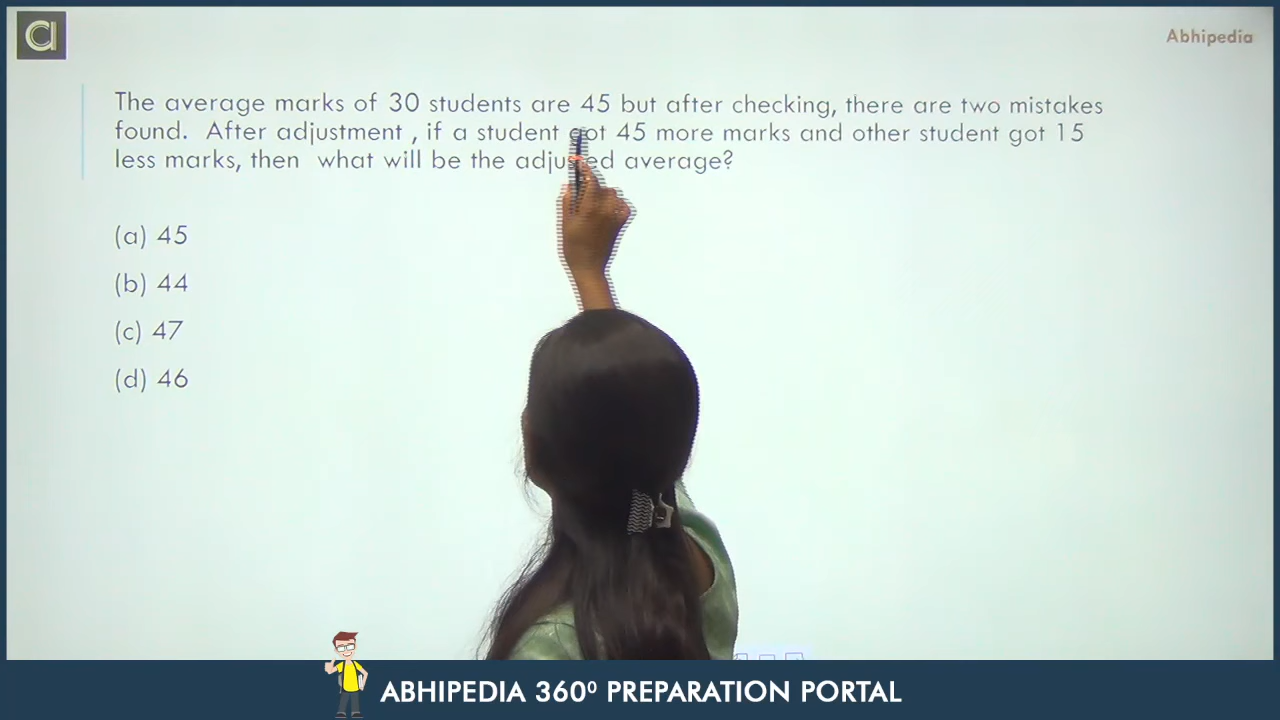 Abhipedia
The average marks of 30 students are 45 but after checking, there are two mistakes
found. After adjustment , if a student got 45 more marks and other student got 15
less marks, then what will be the adjusted average?
(a) 45
(b) 44
(c) 47
(d) 46
ABHIPEDIA 360⁰ PREPARATION PORTAL